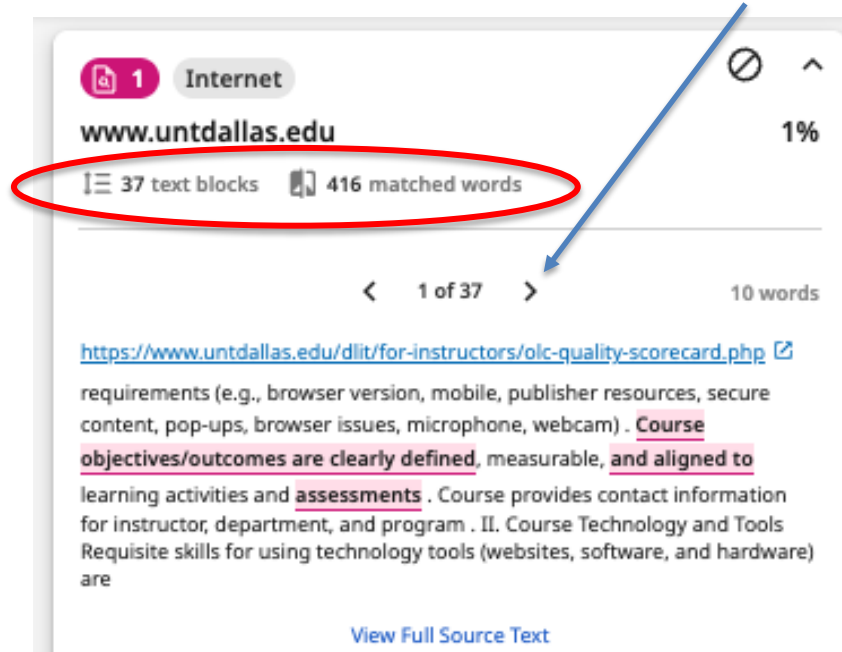 1 Internet
www.untdallas.edu 1%
37 text blocks 416 matched words
1 of 37 10 words
https://www.untdallas.edu/dlit/for-instructors/olc-quality-scorecard.php
requirements (e.g., browser version, mobile, publisher resources, secure
content, pop-ups, browser issues, microphone, webcam) . Course
objectives/outcomes are clearly defined, measurable, and aligned to
learning activities and assessments . Course provides contact information
for instructor, department, and program . II. Course Technology and Tools
Requisite skills for using technology tools (websites, software, and hardware)
are
View Full Source Text